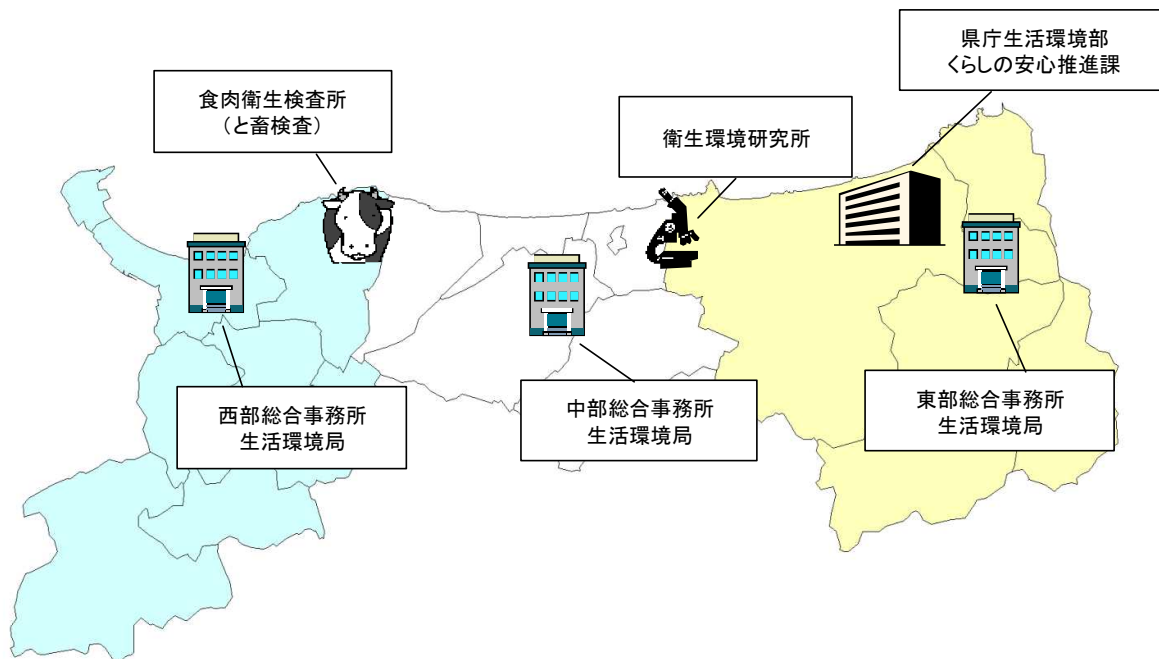 県庁生活環境部
くらしの安心推進課
食肉衛生検査所
（と畜検査）
衛生環境研究所
西部総合事務所
生活環境局
中部総合事務所
生活環境局
東部総合事務所
生活環境局